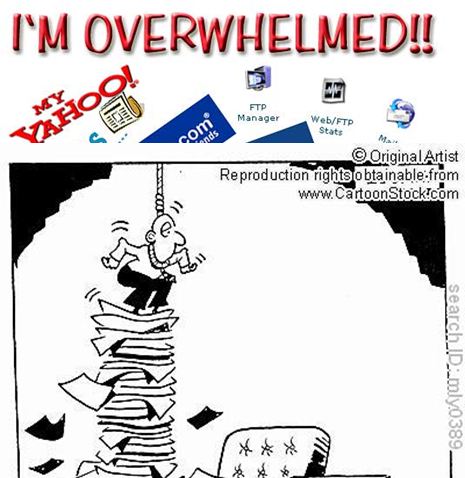 I'M OVERWHELMED!!
MY
YAHOO!
.com
FTP
Manager
Web/FTP
Stats
© Original Artist
Reproduction rights obtainable from
www.CartoonStock.com
search ID: mly0389